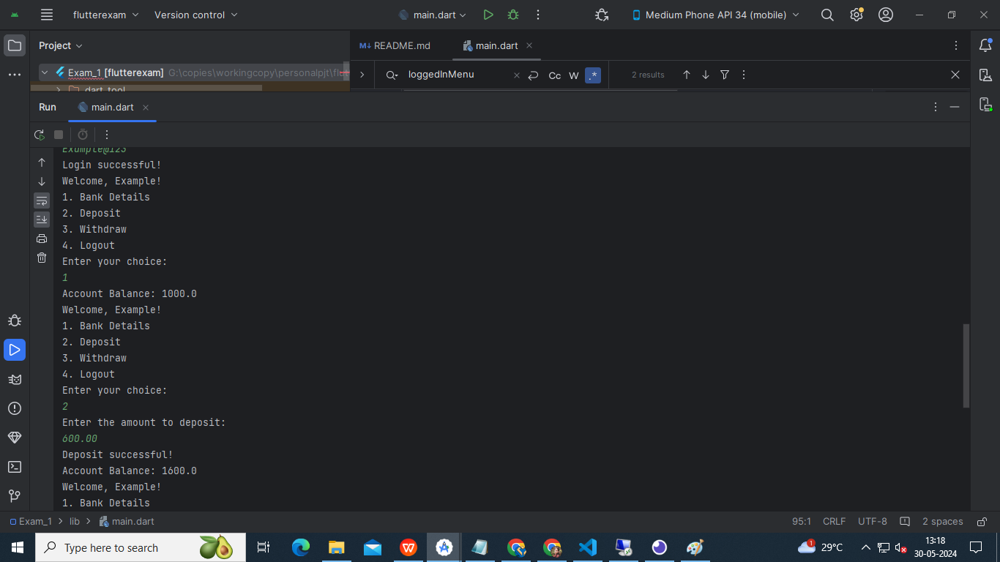 flutterexam
Version control
main.dart
Medium Phone API 34 (mobile)
Project
M↓ README.md
main.dart
Exam_1 [flutterexam] G:\copies\workingcopy\personalpjt\flut
loggedInMenu
Cc
W
.*
2 results
dart_tool
Run
main.dart
Example@123
Login successful!
Welcome, Example!
1. Bank Details
2. Deposit
3. Withdraw
4. Logout
Enter your choice:
1
Account Balance: 1000.0
Welcome, Example!
1. Bank Details
2. Deposit
3. Withdraw
4. Logout
Enter your choice:
2
Enter the amount to deposit:
600.00
Deposit successful!
Account Balance: 1600.0
Welcome, Example!
1. Bank Details
Exam_1 > lib > main.dart
95:1
CRLF
UTF-8
2 spaces
Type here to search
1
29°C
13:18
30-05-2024